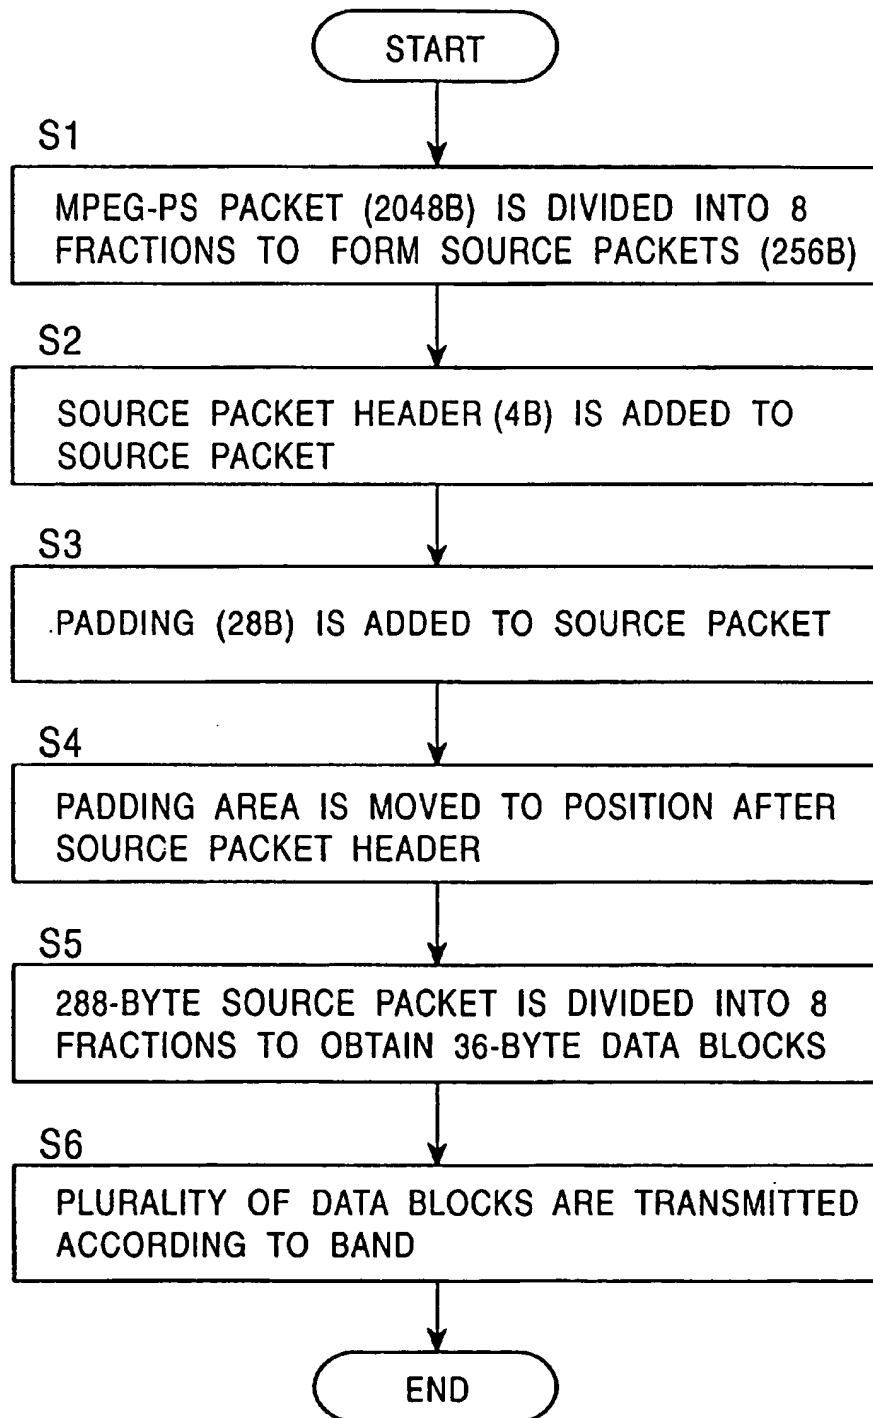 START
S1
MPEG-PS PACKET (2048B) IS DIVIDED INTO 8
FRACTIONS TO FORM SOURCE PACKETS (256B)
S2
SOURCE PACKET HEADER (4B) IS ADDED TO
SOURCE PACKET
S3
PADDING (28B) IS ADDED TO SOURCE PACKET
S4
PADDING AREA IS MOVED TO POSITION AFTER
SOURCE PACKET HEADER
S5
288-BYTE SOURCE PACKET IS DIVIDED INTO 8
FRACTIONS TO OBTAIN 36-BYTE DATA BLOCKS
S6
PLURALITY OF DATA BLOCKS ARE TRANSMITTED
ACCORDING TO BAND
END